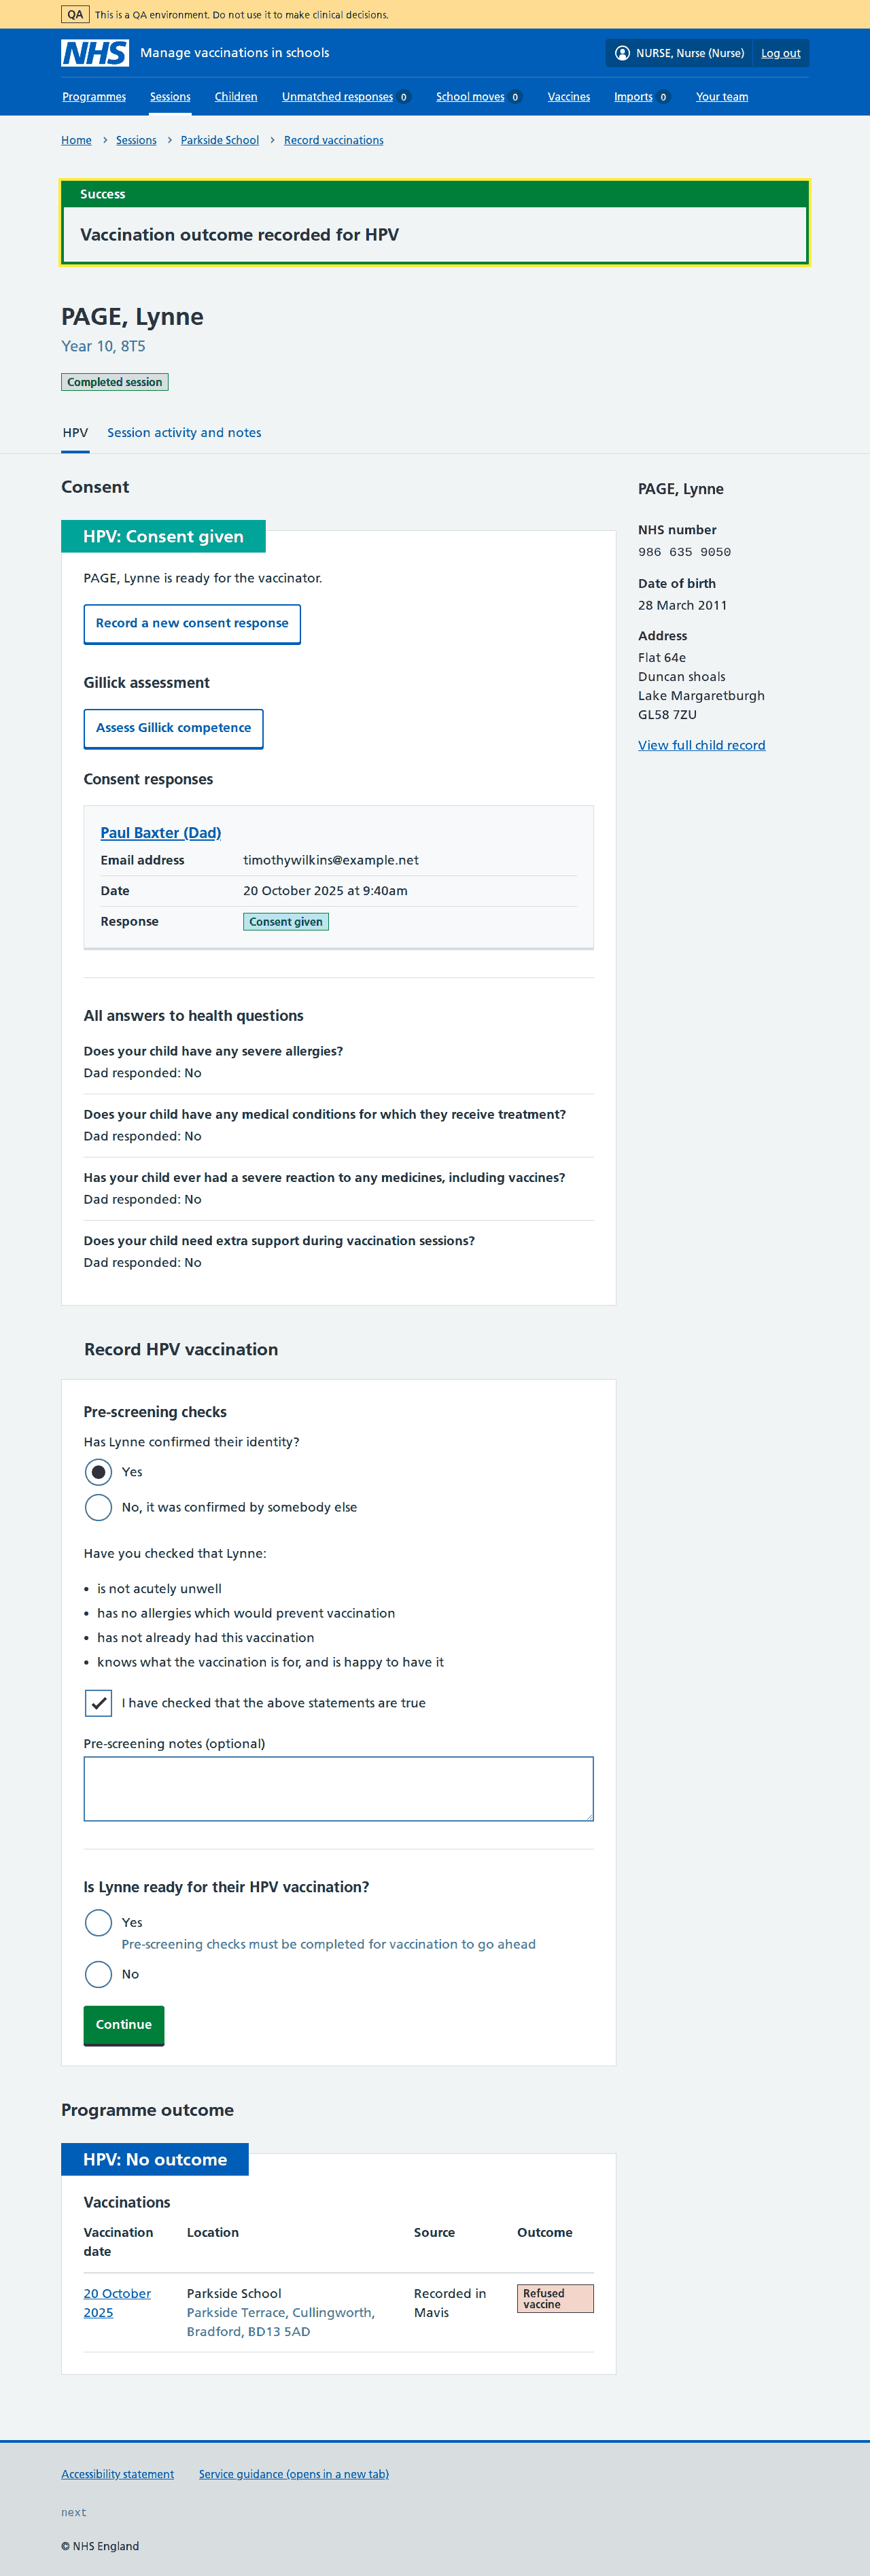 QA This is a QA environment. Do not use it to make clinical decisions.
NHS Manage vaccinations in schools NURSE, Nurse (Nurse) Log out
Programmes Sessions Children Unmatched responses 0 School moves 0 Vaccines Imports 0 Your team
Home Sessions Parkside School Record vaccinations
Success
Vaccination outcome recorded for HPV
PAGE, Lynne
Year 10, 8T5
Completed session
HPV Session activity and notes
Consent
HPV: Consent given
PAGE, Lynne is ready for the vaccinator.
Record a new consent response
Gillick assessment
Assess Gillick competence
Consent responses
Paul Baxter (Dad)
Email address timothywilkins@example.net
Date 20 October 2025 at 9:40am
Response Consent given
All answers to health questions
Does your child have any severe allergies?
Dad responded: No
Does your child have any medical conditions for which they receive treatment?
Dad responded: No
Has your child ever had a severe reaction to any medicines, including vaccines?
Dad responded: No
Does your child need extra support during vaccination sessions?
Dad responded: No
PAGE, Lynne
NHS number
986 635 9050
Date of birth
28 March 2011
Address
Flat 64e
Duncan shoals
Lake Margaretburgh
GL58 7ZU
View full child record
Record HPV vaccination
Pre-screening checks
Has Lynne confirmed their identity?
Yes
No, it was confirmed by somebody else
Have you checked that Lynne:
• is not acutely unwell
• has no allergies which would prevent vaccination
• has not already had this vaccination
• knows what the vaccination is for, and is happy to have it
I have checked that the above statements are true
Pre-screening notes (optional)
Is Lynne ready for their HPV vaccination?
Yes
Pre-screening checks must be completed for vaccination to go ahead
No
Continue
Programme outcome
HPV: No outcome
Vaccinations
Vaccination date Location Source Outcome
20 October 2025 Parkside School Recorded in Mavis Refused vaccine
Parkside Terrace, Cullingworth,
Bradford, BD13 5AD
Accessibility statement Service guidance (opens in a new tab)
next
© NHS England